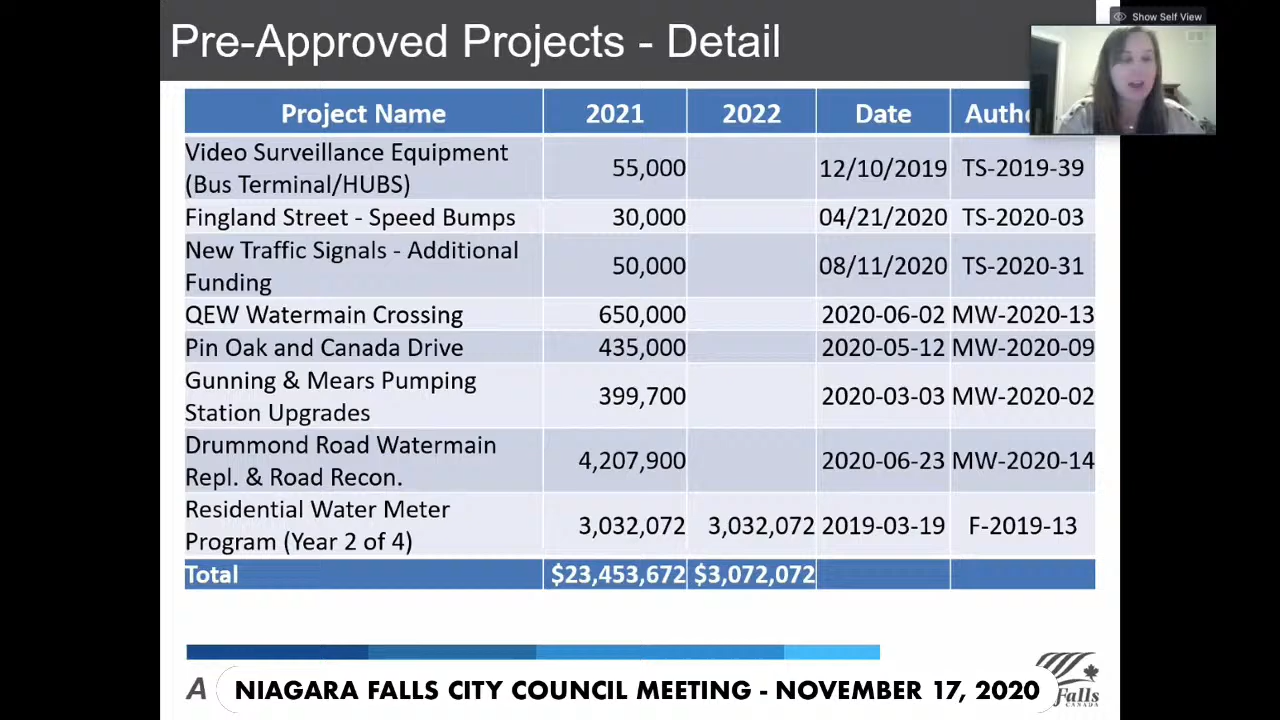 Show Self View
Pre-Approved Projects - Detail
Project Name 2021 2022 Date Autho
Video Surveillance Equipment
(Bus Terminal/HUBS) 55,000 12/10/2019 TS-2019-39
Fingland Street - Speed Bumps 30,000 04/21/2020 TS-2020-03
New Traffic Signals - Additional
Funding 50,000 08/11/2020 TS-2020-31
QEW Watermain Crossing 650,000 2020-06-02 MW-2020-13
Pin Oak and Canada Drive 435,000 2020-05-12 MW-2020-09
Gunning & Mears Pumping
Station Upgrades 399,700 2020-03-03 MW-2020-02
Drummond Road Watermain
Repl. & Road Recon. 4,207,900 2020-06-23 MW-2020-14
Residential Water Meter
Program (Year 2 of 4) 3,032,072 3,032,072 2019-03-19 F-2019-13
Total $23,453,672 $3,072,072
A NIAGARA FALLS CITY COUNCIL MEETING - NOVEMBER 17, 2020
Falls
CANADA